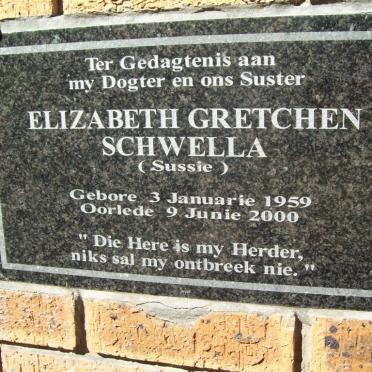 Ter Gedagtenis aan
my Dogter en ons Suster
ELIZABETH GRETCHEN
SCHWELLA
( Sussie )
Gebore 3 Januarie 1959
Oorlede 9 Junie 2000
" Die Here is my Herder,
niks sal my ontbreek nie. "